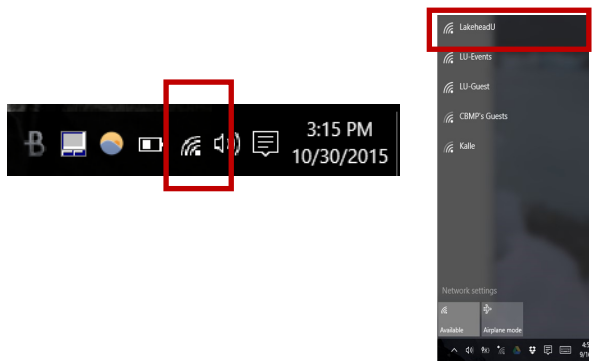 3:15 PM
10/30/2015
LakeheadU
LU-Events
LU-Guest
CBMP's Guests
Kalle
Network settings
Available
Airplane mode